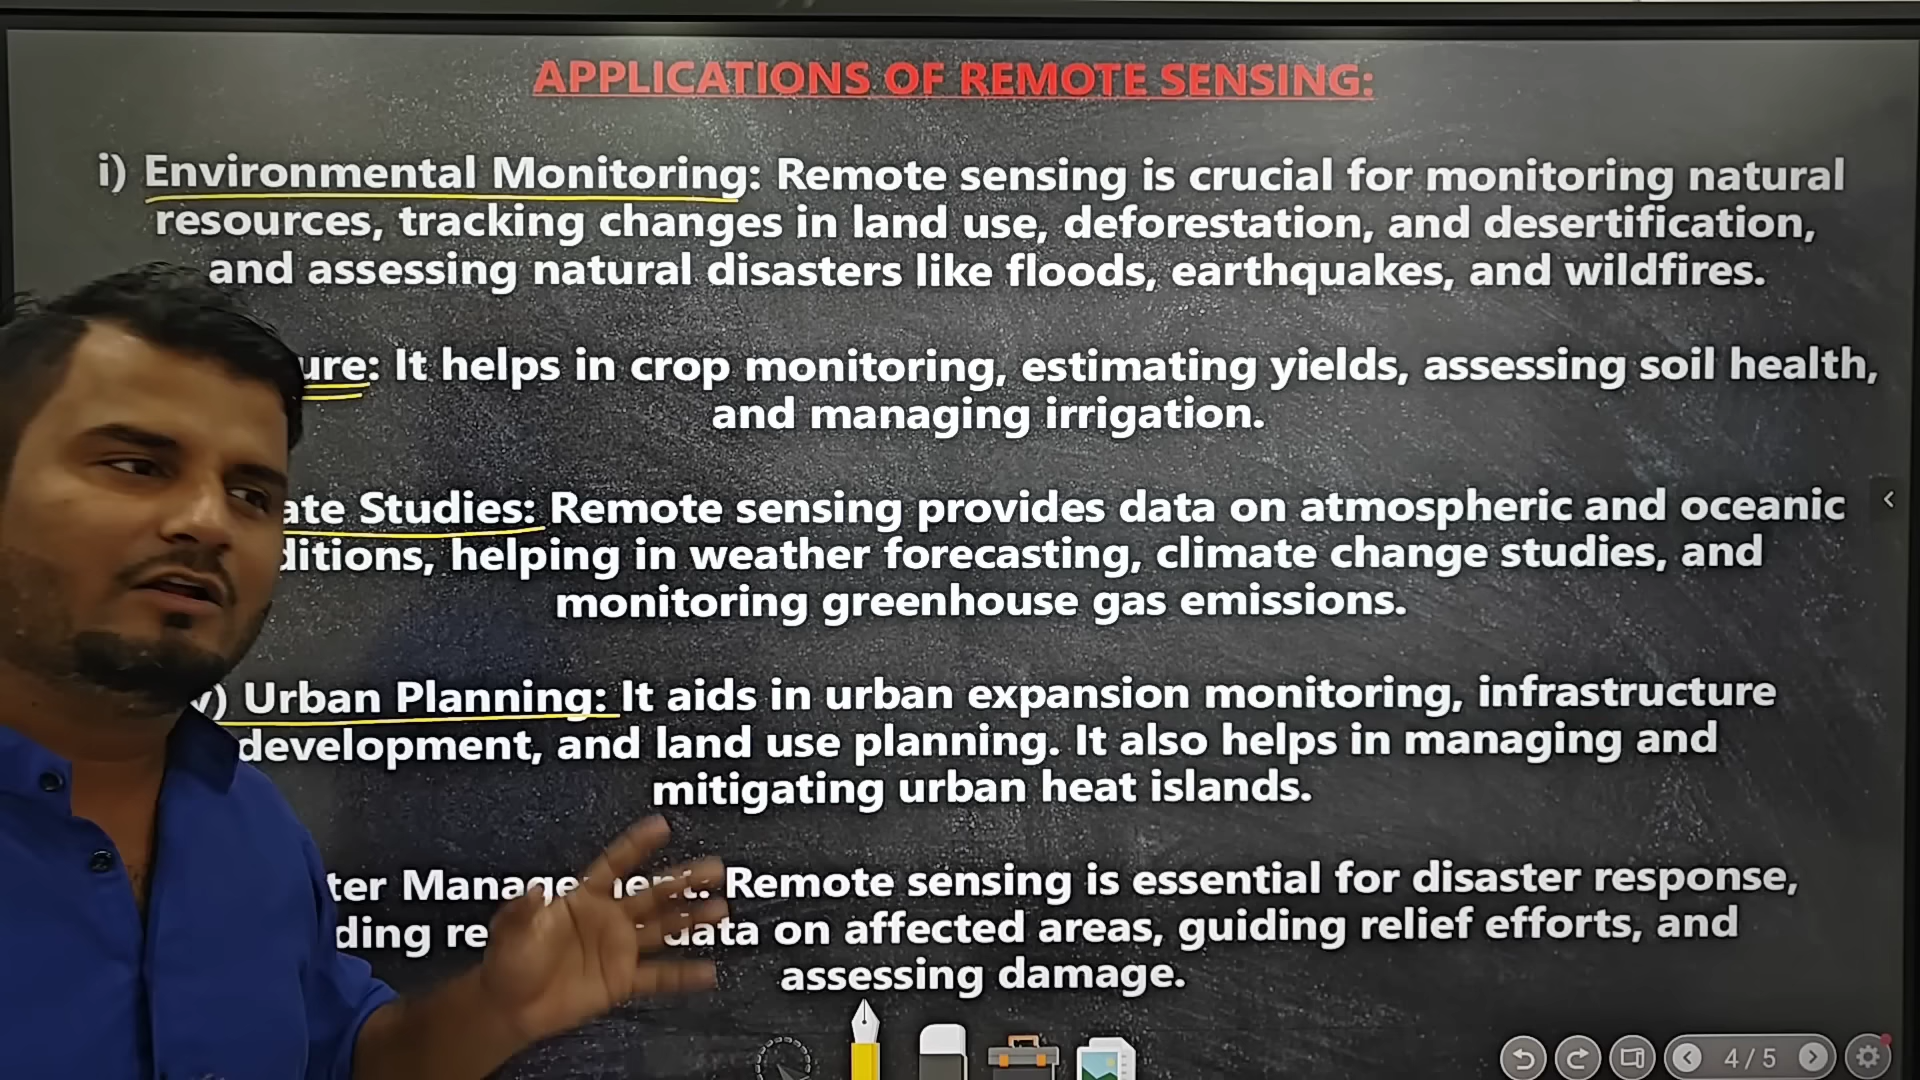 APPLICATIONS OF REMOTE SENSING:
i) Environmental Monitoring: Remote sensing is crucial for monitoring natural
resources, tracking changes in land use, deforestation, and desertification,
and assessing natural disasters like floods, earthquakes, and wildfires.
It helps in crop monitoring, estimating yields, assessing soil health,
and managing irrigation.
Studies: Remote sensing provides data on atmospheric and oceanic
helping in weather forecasting, climate change studies, and
monitoring greenhouse gas emissions.
Urban Planning: It aids in urban expansion monitoring, infrastructure
development, and land use planning. It also helps in managing and
mitigating urban heat islands.
Remote sensing is essential for disaster response,
data on affected areas, guiding relief efforts, and
assessing damage.
4/5